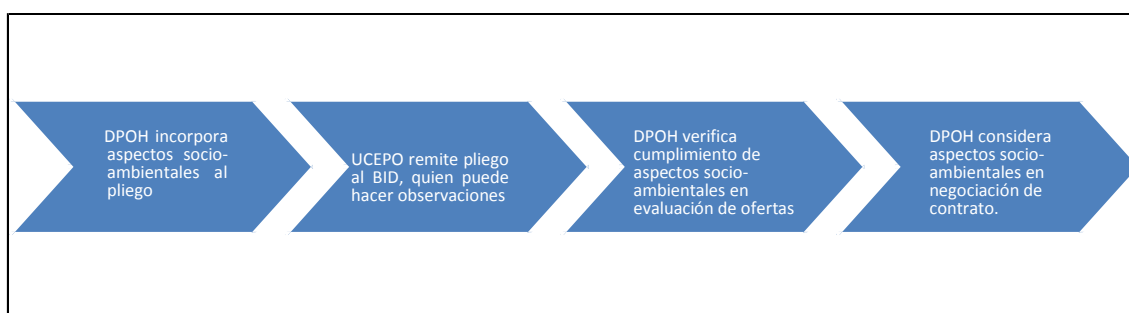 DPOH incorpora
aspectos socio-
ambientales al
pliego
UCEPO remite pliego
al BID, quien puede
hacer observaciones
DPOH verifica
cumplimiento de
aspectos socio-
ambientales en
evaluación de ofertas
DPOH considera
aspectos socio-
ambientales en
negociación de
contrato.